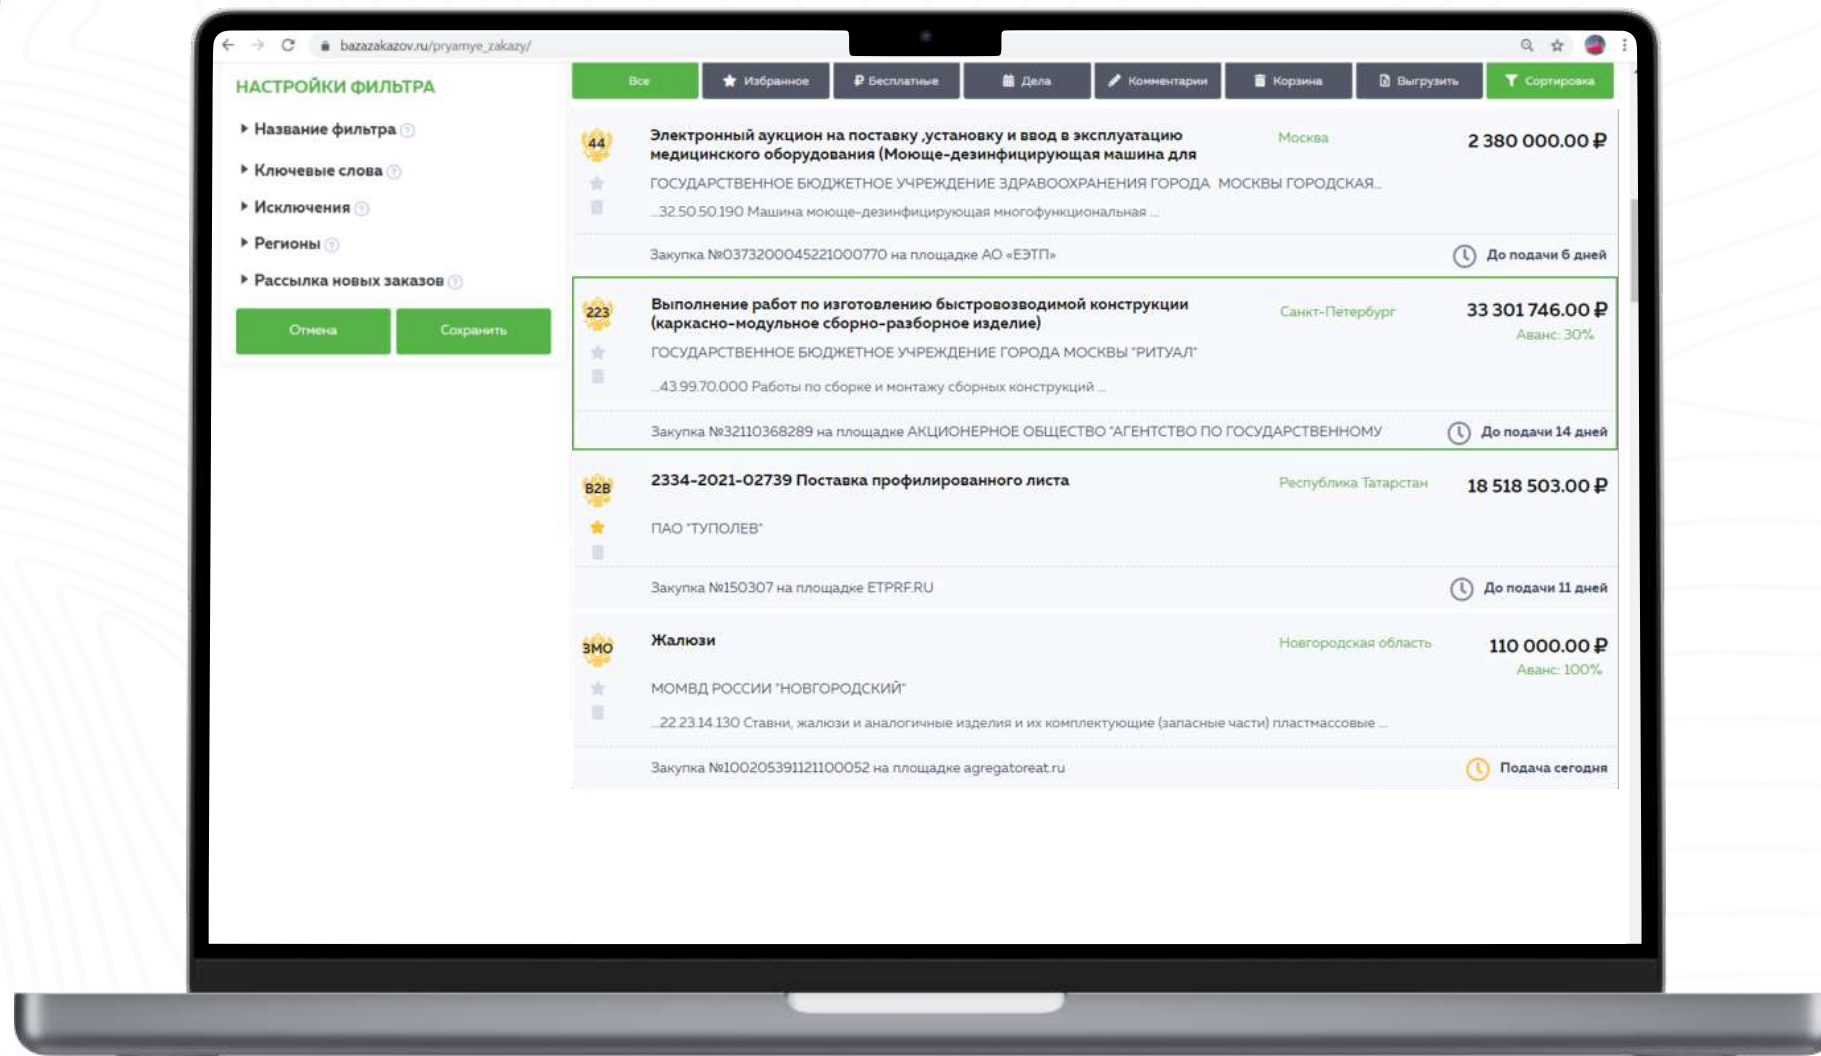 bazazakazov.ru/pryamye_zakazy/
НАСТРОЙКИ ФИЛЬТРА
Название фильтра ?
Ключевые слова ?
Исключения ?
Регионы ?
Рассылка новых заказов ?
Отмена Сохранить
Все Избранное Бесплатные Дела Комментарии Корзина Выгрузить Сортировка
44
Электронный аукцион на поставку ,установку и ввод в эксплуатацию
медицинского оборудования (Моюще-дезинфицирующая машина для
Москва
2 380 000.00 ₽
ГОСУДАРСТВЕННОЕ БЮДЖЕТНОЕ УЧРЕЖДЕНИЕ ЗДРАВООХРАНЕНИЯ ГОРОДА МОСКВЫ ГОРОДСКАЯ...
...32.50.50.190 Машина моюще-дезинфицирующая многофункциональная ...
Закупка №0373200045221000770 на площадке АО «ЕЭТП»
До подачи 6 дней
223
Выполнение работ по изготовлению быстровозводимой конструкции
(каркасно-модульное сборно-разборное изделие)
Санкт-Петербург
33 301 746.00 ₽
Аванс: 30%
ГОСУДАРСТВЕННОЕ БЮДЖЕТНОЕ УЧРЕЖДЕНИЕ ГОРОДА МОСКВЫ "РИТУАЛ"
...43.99.70.000 Работы по сборке и монтажу сборных конструкций ...
Закупка №32110368289 на площадке АКЦИОНЕРНОЕ ОБЩЕСТВО "АГЕНТСТВО ПО ГОСУДАРСТВЕННОМУ
До подачи 14 дней
B2B
2334-2021-02739 Поставка профилированного листа
Республика Татарстан
18 518 503.00 ₽
ПАО "ТУПОЛЕВ"
Закупка №150307 на площадке ETPRF.RU
До подачи 11 дней
ЗМО
Жалюзи
Новгородская область
110 000.00 ₽
Аванс: 100%
МОМВД РОССИИ "НОВГОРОДСКИЙ"
...22.23.14.130 Ставни, жалюзи и аналогичные изделия и их комплектующие (запасные части) пластмассовые ...
Закупка №100205391121100052 на площадке agregatoreat.ru
Подача сегодня